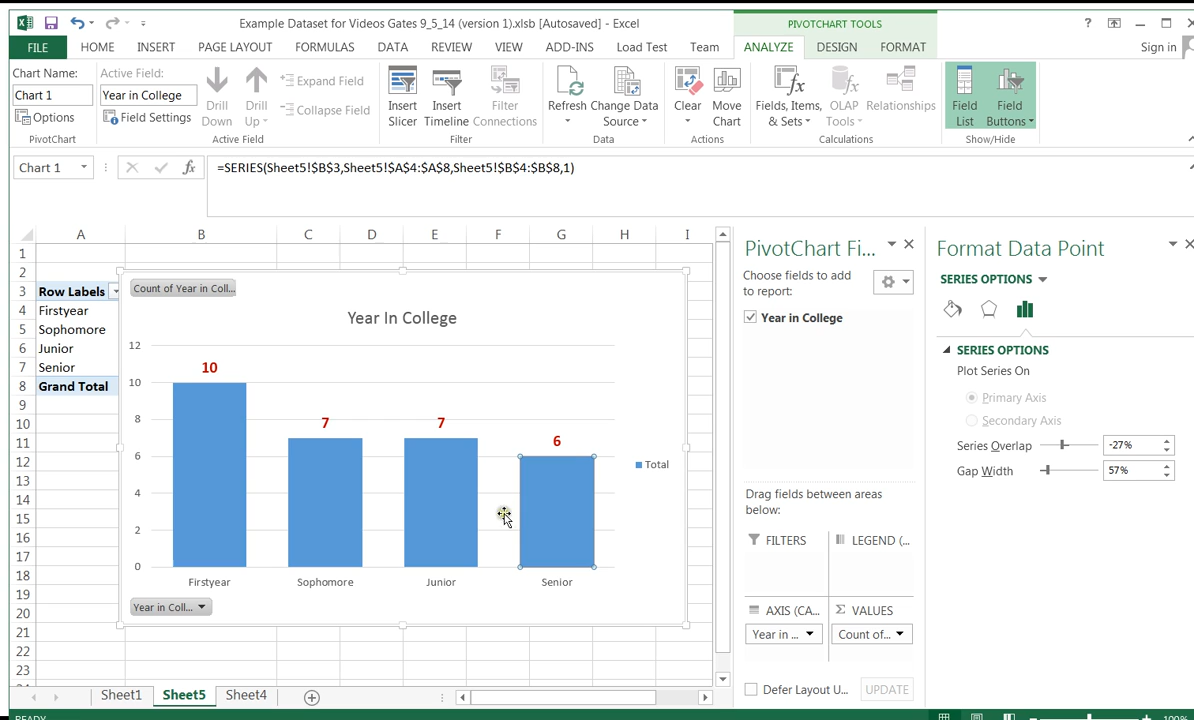 Example Dataset for Videos Gates 9_5_14 (version 1).xlsb [Autosaved] - Excel
PIVOTCHART TOOLS
?
FILE HOME INSERT PAGE LAYOUT FORMULAS DATA REVIEW VIEW ADD-INS Load Test Team ANALYZE DESIGN FORMAT Sign in
Chart Name:
Chart 1
Options
PivotChart
Active Field:
Year in College
Field Settings
Drill Down
Drill Up
Expand Field
Collapse Field
Active Field
Insert Slicer
Insert Timeline
Filter Connections
Filter
Refresh
Change Data Source
Data
Clear
Move Chart
Actions
Fields, Items, & Sets
OLAP Tools
Relationships
Calculations
Field List
Field Buttons
Show/Hide
Chart 1
fx
=SERIES(Sheet5!$B$3,Sheet5!$A$4:$A$8,Sheet5!$B$4:$B$8,1)
A B C D E F G H I
1
2
3 Row Labels
4 Firstyear
5 Sophomore
6 Junior
7 Senior
8 Grand Total
9
10
11
12
13
14
15
16
17
18
19
20
21
22
23
Count of Year in Coll...
Year In College
12
10
8
6
4
2
0
10
7
7
6
Firstyear Sophomore Junior Senior
Total
Year in Coll...
PivotChart Fi...
Choose fields to add
to report:
Year in College
Drag fields between areas
below:
FILTERS
LEGEND (...
AXIS (CA...
Σ VALUES
Year in ...
Count of...
Defer Layout U...
UPDATE
Format Data Point
SERIES OPTIONS
SERIES OPTIONS
Plot Series On
Primary Axis
Secondary Axis
Series Overlap -27%
Gap Width 57%
Sheet1 Sheet5 Sheet4
READY
100%